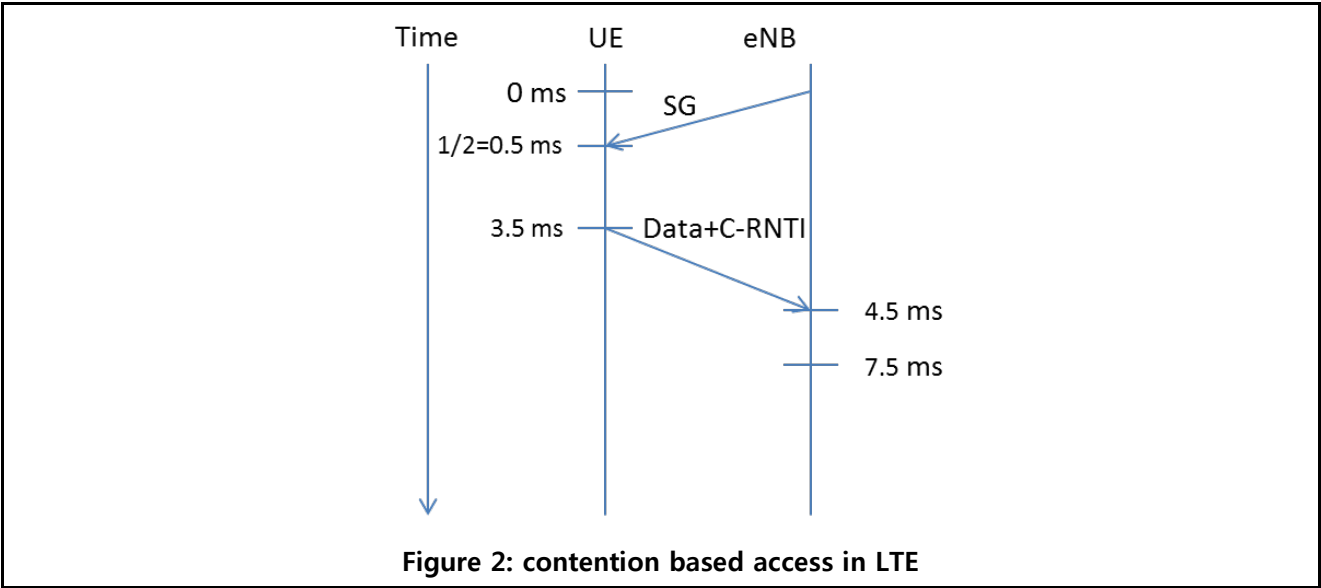 Time UE eNB
0 ms
SG
1/2=0.5 ms
3.5 ms
Data+C-RNTI
4.5 ms
7.5 ms
Figure 2: contention based access in LTE